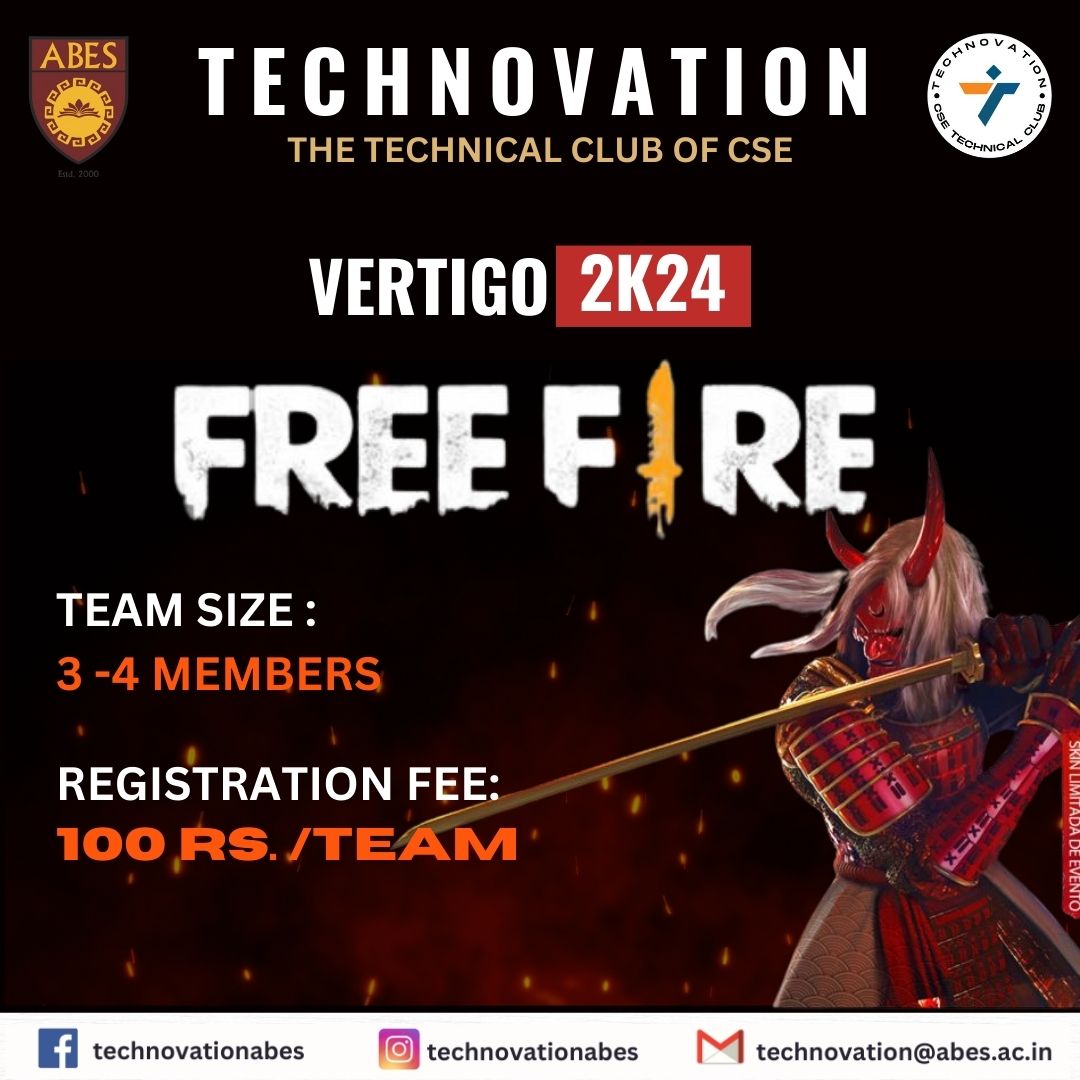 ABES
Estd. 2000
TECHNOVATION
THE TECHNICAL CLUB OF CSE
• TECHNOVATION •
CSE TECHNICAL CLUB
VERTIGO 2K24
FREE FIRE
TEAM SIZE :
3 -4 MEMBERS
REGISTRATION FEE:
100 RS. /TEAM
SKIN LIMITADA DE EVENTO
technovationabes
technovationabes
technovation@abes.ac.in